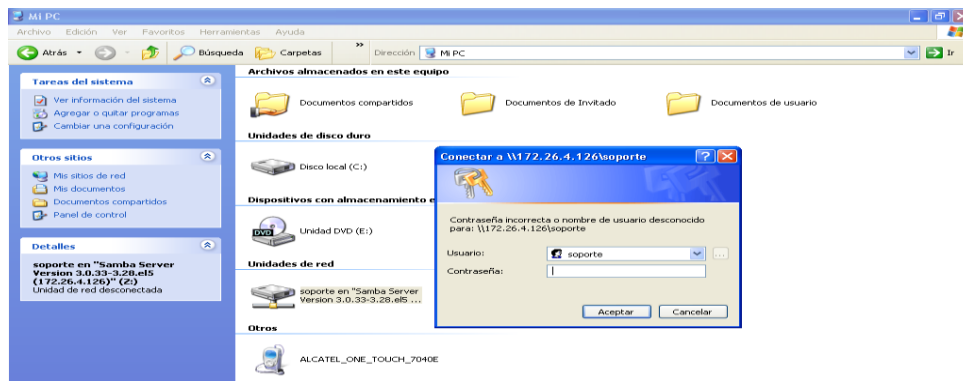 Mi PC
Archivo Edición Ver Favoritos Herramientas Ayuda
Atrás Búsqueda Carpetas » Dirección Mi PC Ir
Tareas del sistema
Ver información del sistema
Agregar o quitar programas
Cambiar una configuración
Otros sitios
Mis sitios de red
Mis documentos
Documentos compartidos
Panel de control
Detalles
soporte en "Samba Server
Version 3.0.33-3.28.el5
(172.26.4.126)" (Z:)
Unidad de red desconectada
Archivos almacenados en este equipo
Documentos compartidos
Documentos de Invitado
Documentos de usuario
Unidades de disco duro
Disco local (C:)
Dispositivos con almacenamiento e
DVD
Unidad DVD (E:)
Unidades de red
soporte en "Samba Server
Version 3.0.33-3.28.el5 ...
Otros
ALCATEL_ONE_TOUCH_7040E
Conectar a \\172.26.4.126\soporte
Contraseña incorrecta o nombre de usuario desconocido
para: \\172.26.4.126\soporte
Usuario: soporte ...
Contraseña:
Aceptar Cancelar